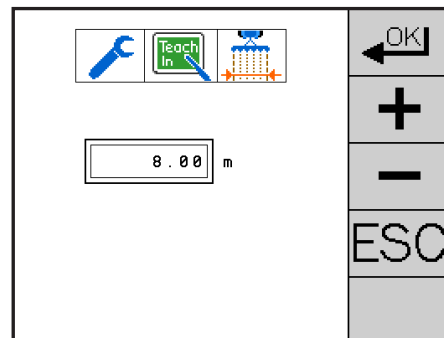 Teach
In
OK
+
8.00 m
−
ESC